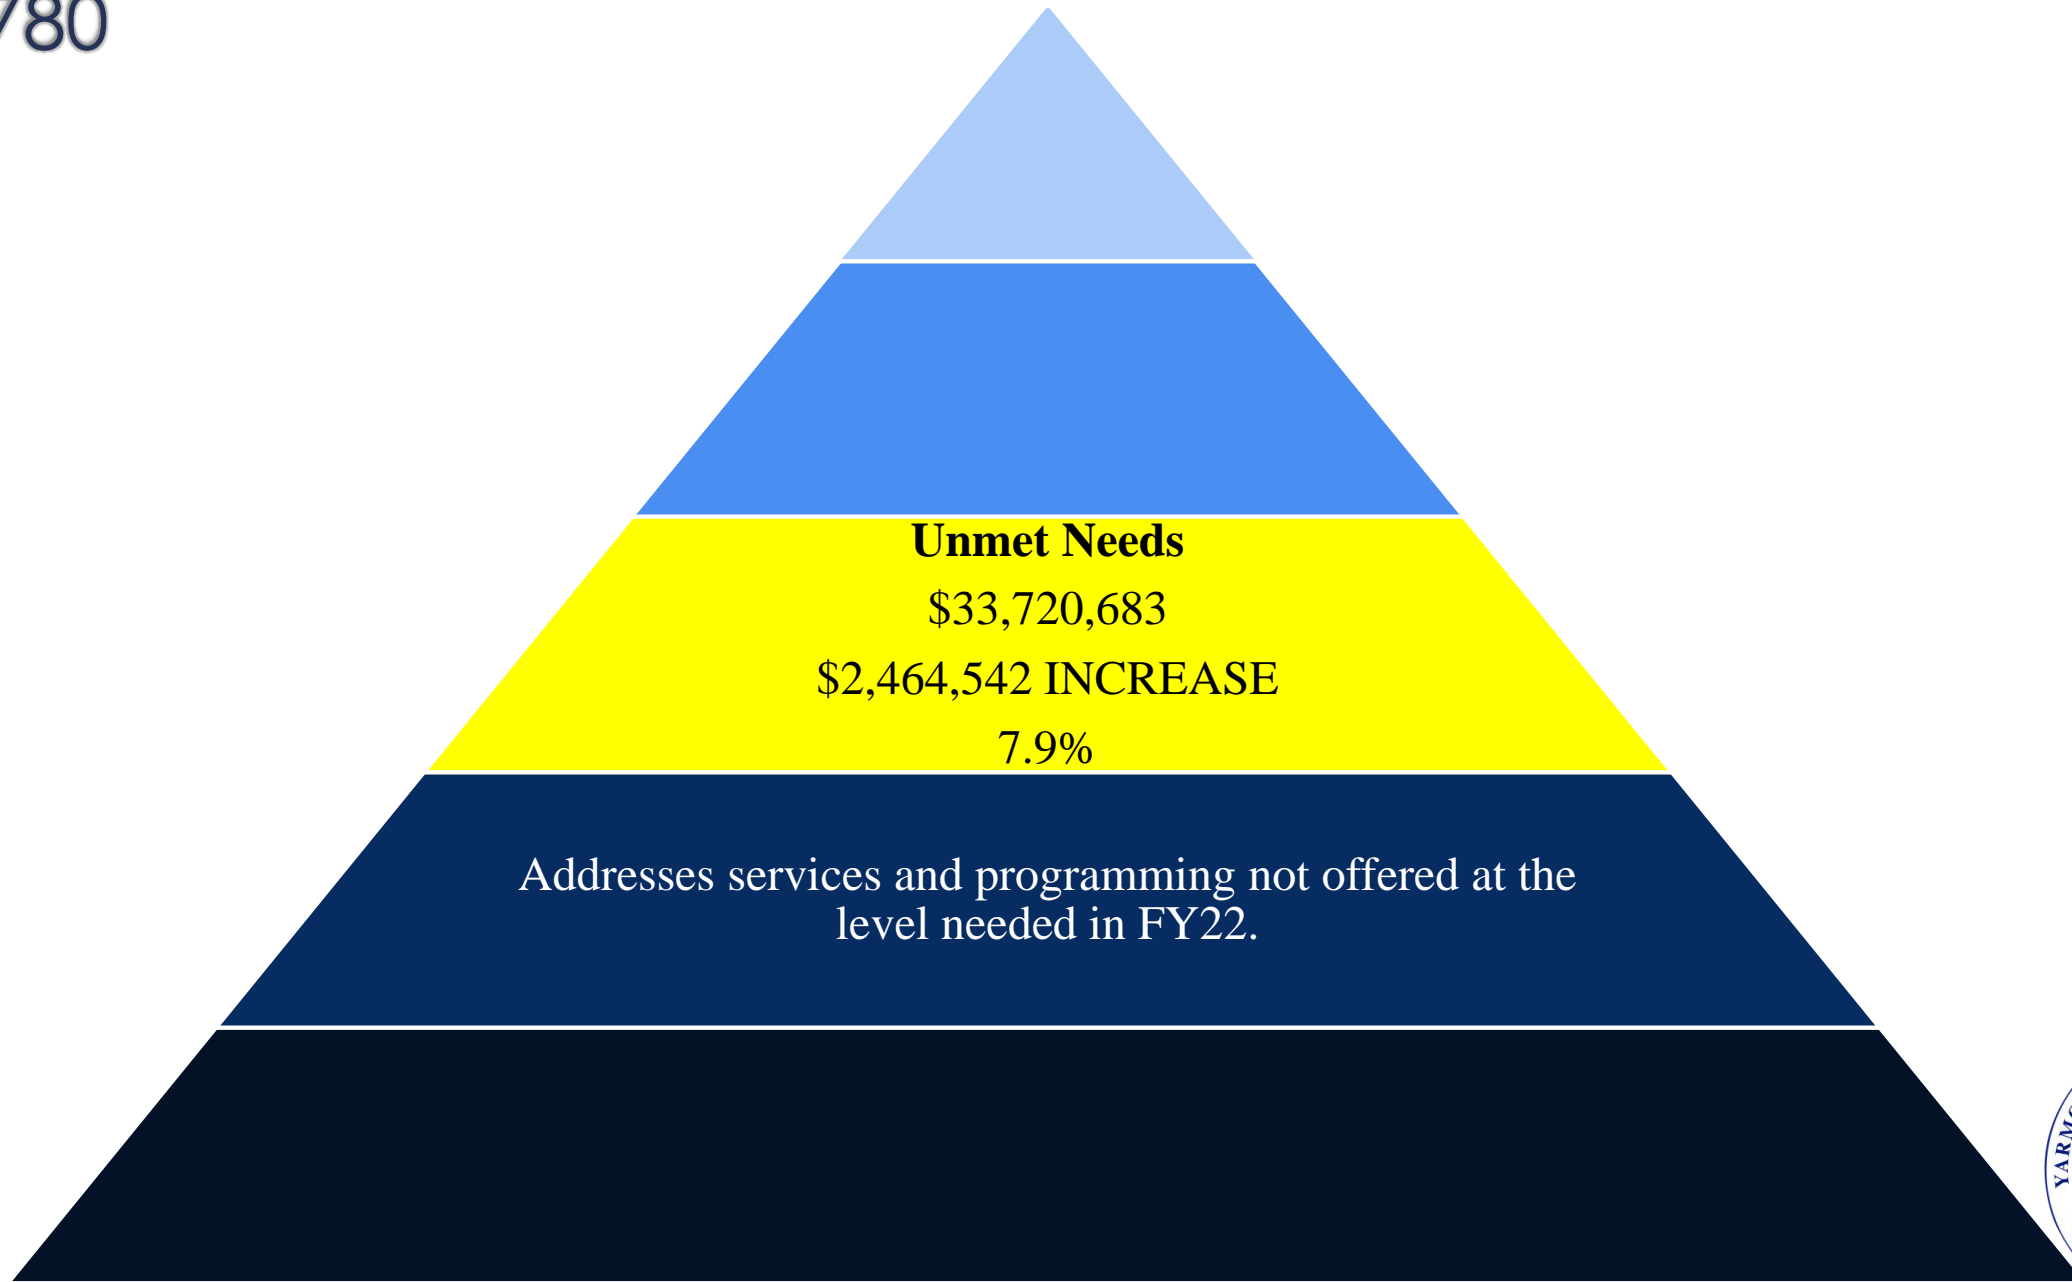 780
Unmet Needs
$33,720,683
$2,464,542 INCREASE
7.9%
Addresses services and programming not offered at the
level needed in FY22.